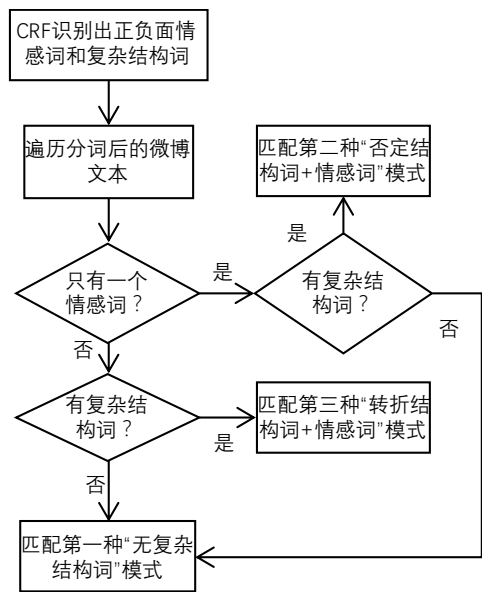 CRF识别出正负面情
感词和复杂结构词
遍历分词后的微博
文本
匹配第二种“否定结
构词+情感词”模式
是
只有一个
情感词？
是
有复杂结
构词？
否
否
有复杂结
构词？
是
匹配第三种“转折结
构词+情感词”模式
否
匹配第一种“无复杂
结构词”模式